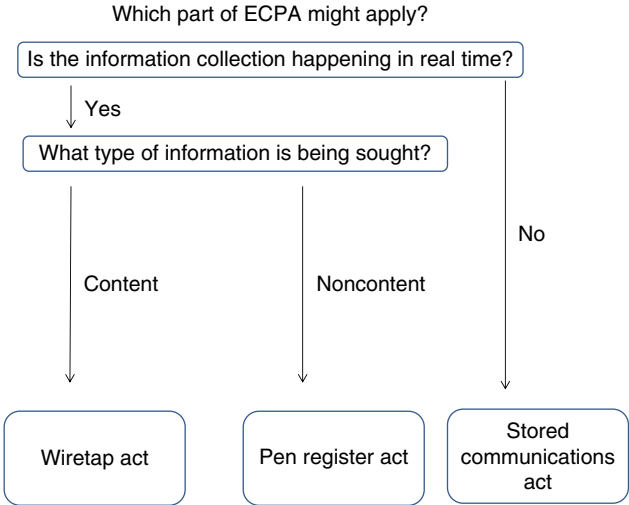 Which part of ECPA might apply?
Is the information collection happening in real time?
Yes
What type of information is being sought?
No
Content
Noncontent
Wiretap act
Pen register act
Stored
communications
act